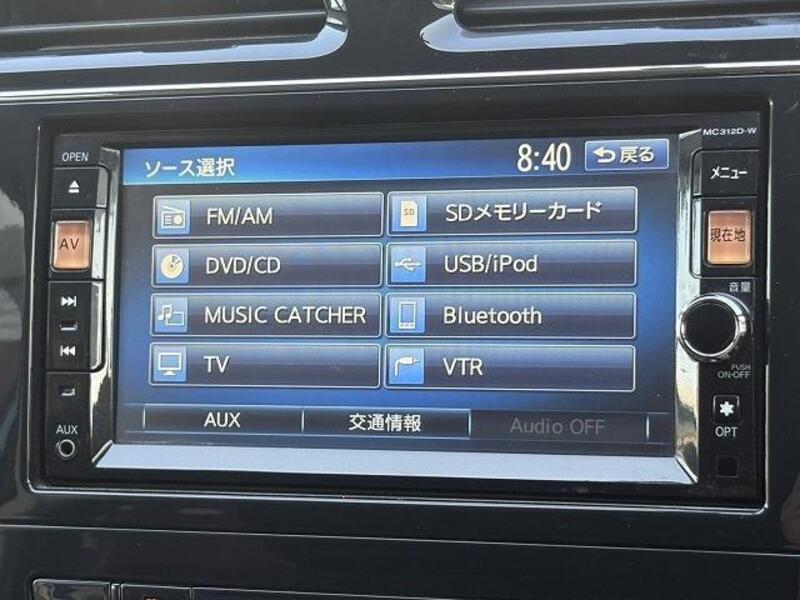 MC312D-W
OPEN
AV
AUX
ソース選択
8:40
戻る
FM/AM
SDメモリーカード
SD
DVD/CD
USB/iPod
MUSIC CATCHER
Bluetooth
TV
VTR
AUX
交通情報
Audio OFF
メニュー
現在地
音量
PUSH
ON-OFF
OPT